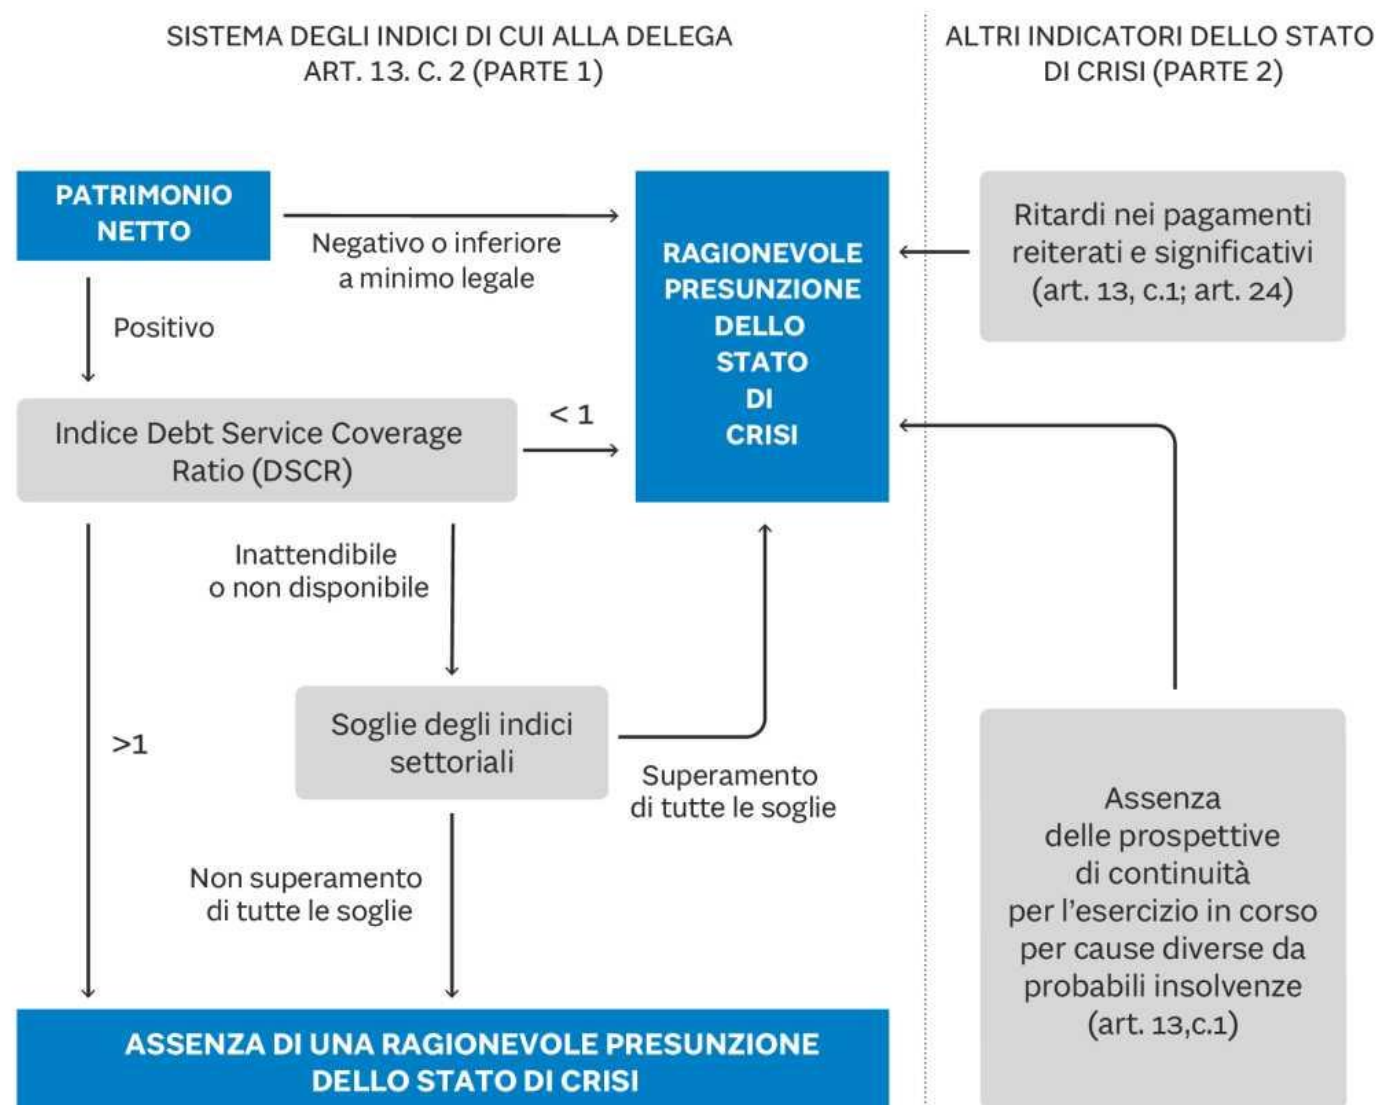 SISTEMA DEGLI INDICI DI CUI ALLA DELEGA
ART. 13. C. 2 (PARTE 1)
ALTRI INDICATORI DELLO STATO
DI CRISI (PARTE 2)
PATRIMONIO
NETTO
Negativo o inferiore
a minimo legale
RAGIONEVOLE
PRESUNZIONE
DELLO
STATO
DI
CRISI
Ritardi nei pagamenti
reiterati e significativi
(art. 13, c.1; art. 24)
Positivo
Indice Debt Service Coverage
Ratio (DSCR)
< 1
Inattendibile
o non disponibile
>1
Soglie degli indici
settoriali
Superamento
di tutte le soglie
Non superamento
di tutte le soglie
Assenza
delle prospettive
di continuità
per l'esercizio in corso
per cause diverse da
probabili insolvenze
(art. 13,c.1)
ASSENZA DI UNA RAGIONEVOLE PRESUNZIONE
DELLO STATO DI CRISI